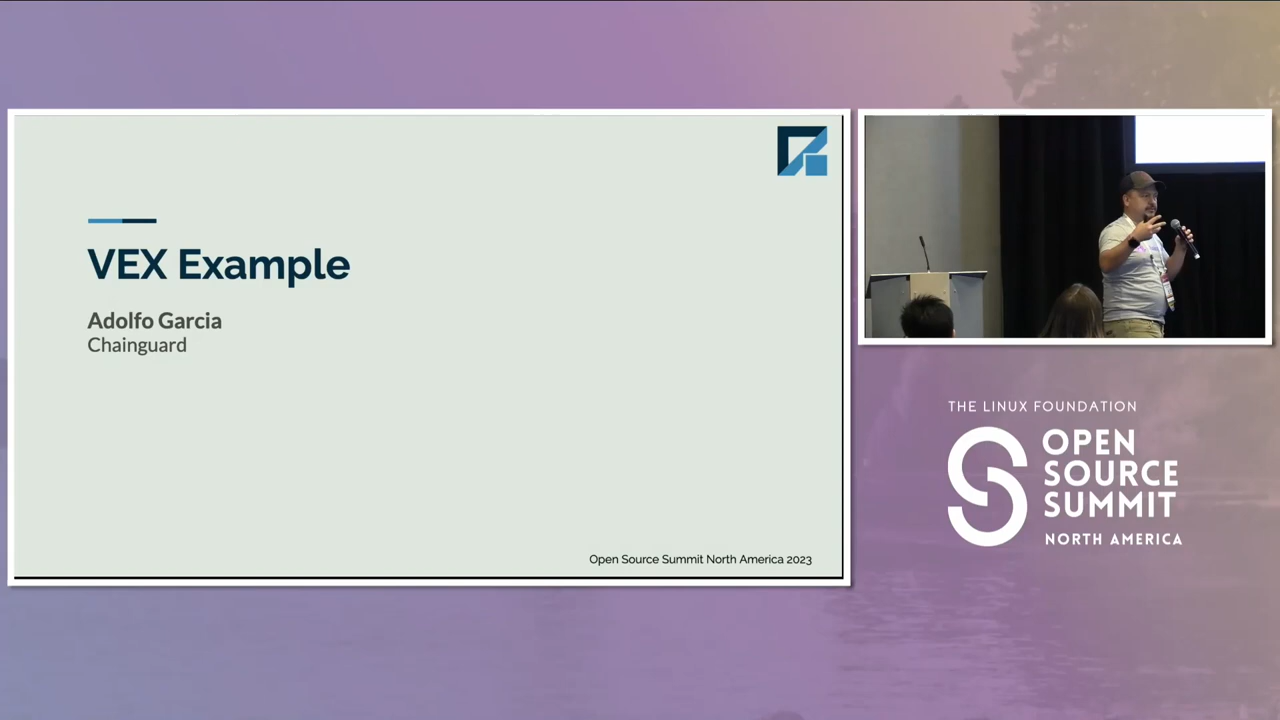 VEX Example
Adolfo Garcia
Chainguard
Open Source Summit North America 2023
THE LINUX FOUNDATION
OPEN
SOURCE
SUMMIT
NORTH AMERICA